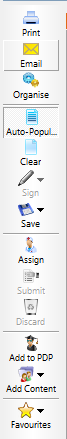 Print
Email
Organise
Auto-Popul...
Clear
Sign
Save
Assign
Submit
Discard
Add to PDP
Add Content
Favourites